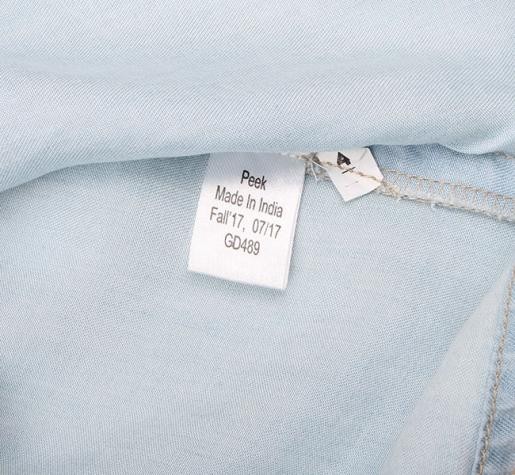 Peek
Made In India
Fall'17, 07/17
GD489
A